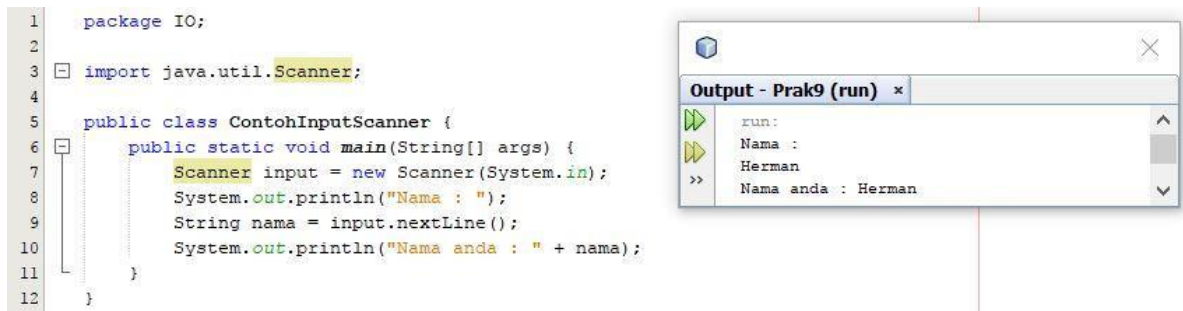 1 package IO;
2
3 import java.util.Scanner;
4
5 public class ContohInputScanner {
6 public static void main(String[] args) {
7 Scanner input = new Scanner(System.in);
8 System.out.println("Nama : ");
9 String nama = input.nextLine();
10 System.out.println("Nama anda : " + nama);
11 }
12 }
Output - Prak9 (run) ×
run:
Nama :
Herman
Nama anda : Herman